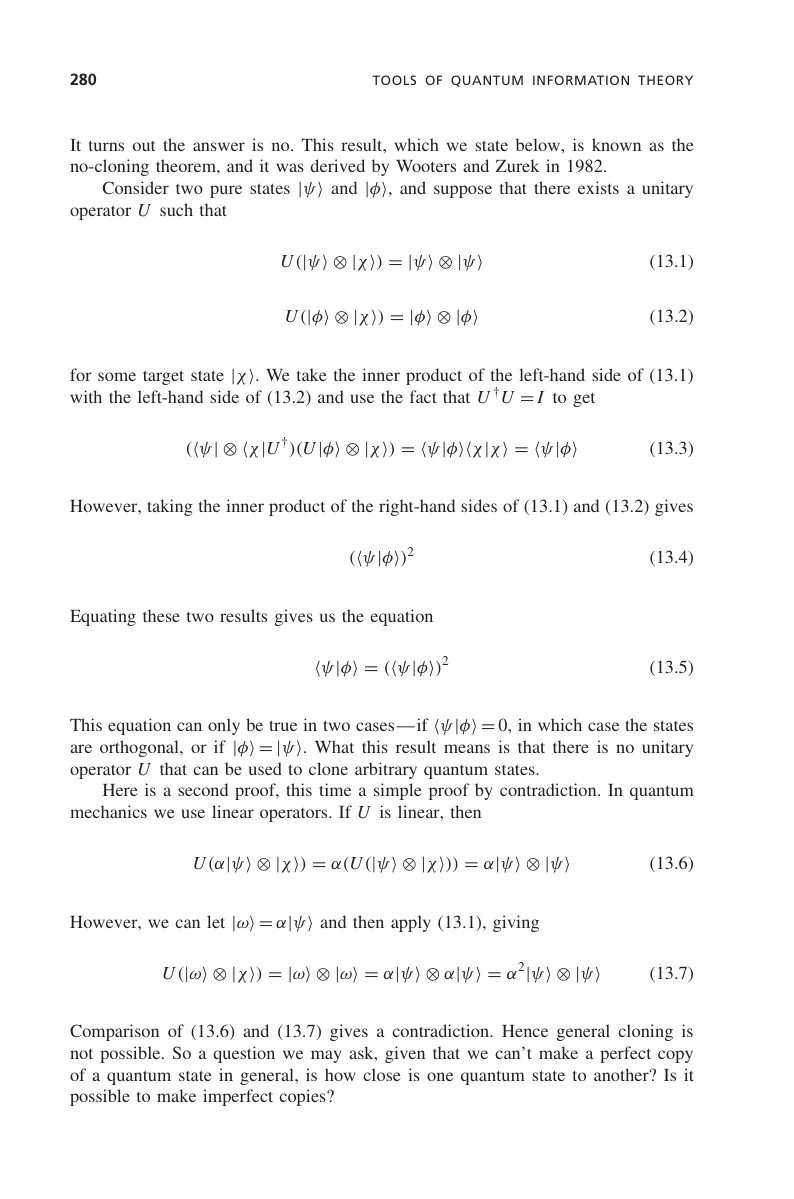 280 TOOLS OF QUANTUM INFORMATION THEORY
It turns out the answer is no. This result, which we state below, is known as the
no-cloning theorem, and it was derived by Wooters and Zurek in 1982.
Consider two pure states |ψ⟩ and |ϕ⟩, and suppose that there exists a unitary
operator U such that
U(|ψ⟩ ⊗ |χ⟩) = |ψ⟩ ⊗ |ψ⟩ (13.1)
U(|ϕ⟩ ⊗ |χ⟩) = |ϕ⟩ ⊗ |ϕ⟩ (13.2)
for some target state |χ⟩. We take the inner product of the left-hand side of (13.1)
with the left-hand side of (13.2) and use the fact that U†U = I to get
(⟨ψ| ⊗ ⟨χ|U†)(U|ϕ⟩ ⊗ |χ⟩) = ⟨ψ|ϕ⟩⟨χ|χ⟩ = ⟨ψ|ϕ⟩ (13.3)
However, taking the inner product of the right-hand sides of (13.1) and (13.2) gives
(⟨ψ|ϕ⟩)² (13.4)
Equating these two results gives us the equation
⟨ψ|ϕ⟩ = (⟨ψ|ϕ⟩)² (13.5)
This equation can only be true in two cases—if ⟨ψ|ϕ⟩ = 0, in which case the states
are orthogonal, or if |ϕ⟩ = |ψ⟩. What this result means is that there is no unitary
operator U that can be used to clone arbitrary quantum states.
Here is a second proof, this time a simple proof by contradiction. In quantum
mechanics we use linear operators. If U is linear, then
U(α|ψ⟩ ⊗ |χ⟩) = α(U(|ψ⟩ ⊗ |χ⟩)) = α|ψ⟩ ⊗ |ψ⟩ (13.6)
However, we can let |ω⟩ = α|ψ⟩ and then apply (13.1), giving
U(|ω⟩ ⊗ |χ⟩) = |ω⟩ ⊗ |ω⟩ = α|ψ⟩ ⊗ α|ψ⟩ = α²|ψ⟩ ⊗ |ψ⟩ (13.7)
Comparison of (13.6) and (13.7) gives a contradiction. Hence general cloning is
not possible. So a question we may ask, given that we can't make a perfect copy
of a quantum state in general, is how close is one quantum state to another? Is it
possible to make imperfect copies?